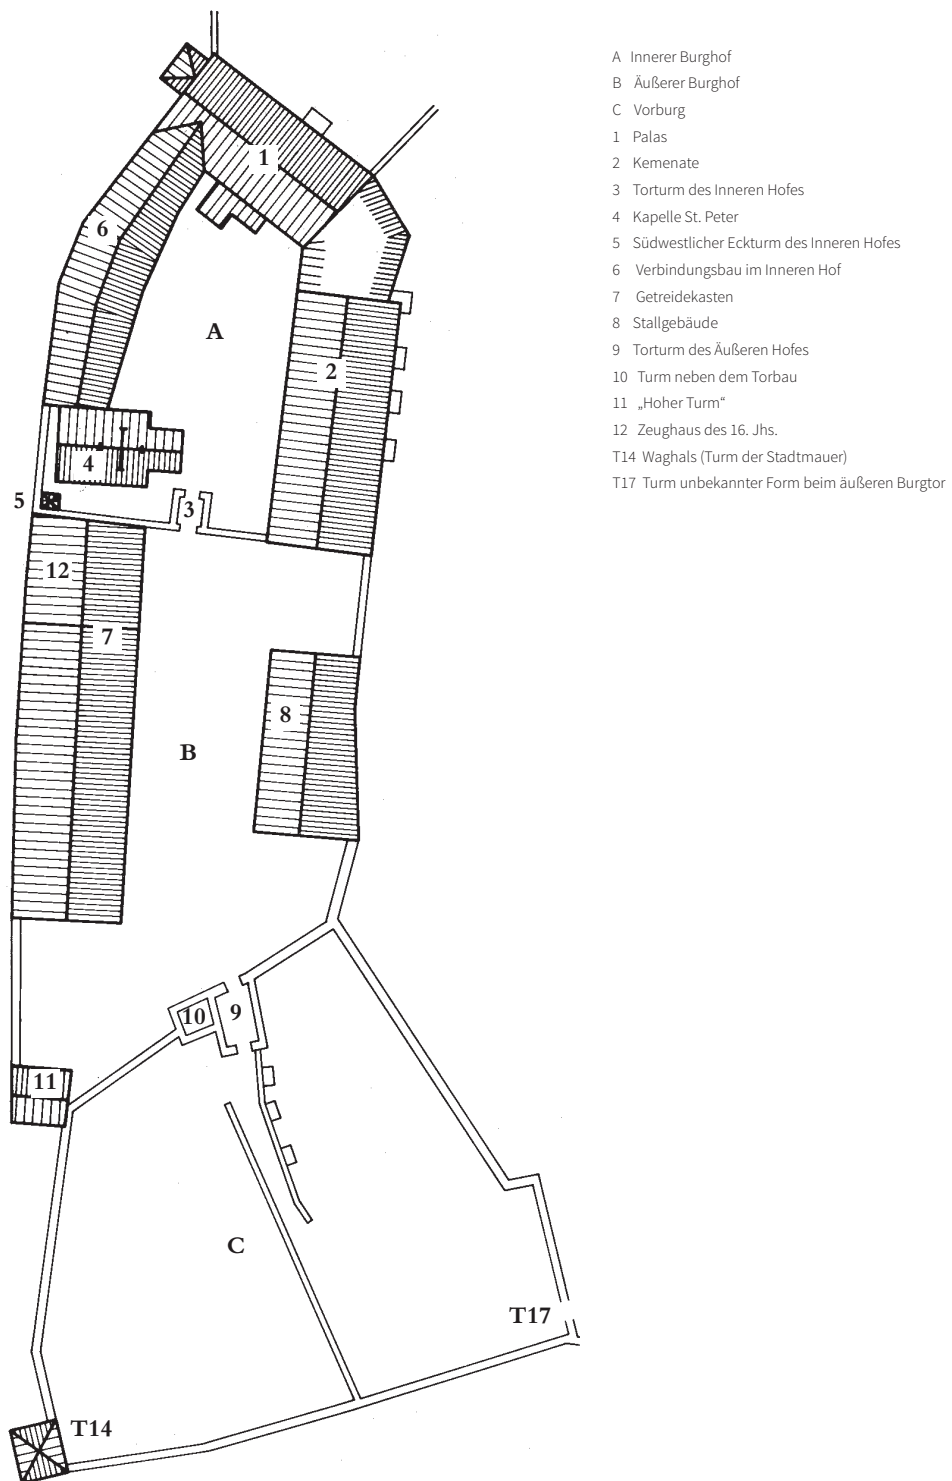 A Innerer Burghof
B Äußerer Burghof
C Vorburg
1 Palas
2 Kemenate
3 Torturm des Inneren Hofes
4 Kapelle St. Peter
5 Südwestlicher Eckturm des Inneren Hofes
6 Verbindungsbau im Inneren Hof
7 Getreidekasten
8 Stallgebäude
9 Torturm des Äußeren Hofes
10 Turm neben dem Torbau
11 „Hoher Turm“
12 Zeughaus des 16. Jhs.
T14 Waghals (Turm der Stadtmauer)
T17 Turm unbekannter Form beim äußeren Burgtor
1
6
A
2
4
5
3
12
7
8
B
10
9
11
C
T17
T14